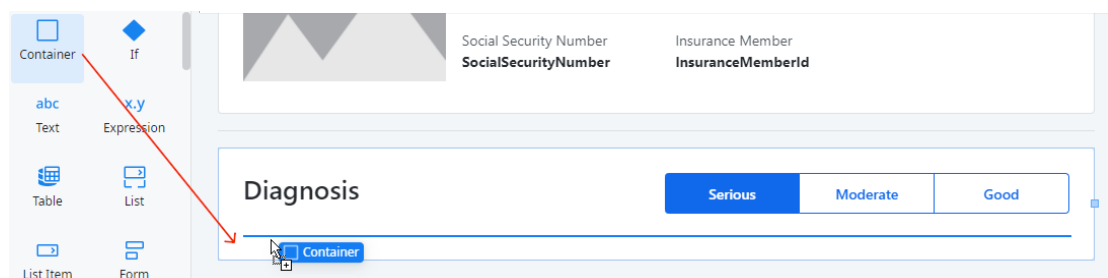 Container
If
abc
Text
x.y
Expression
Table
List
List Item
Form
Social Security Number
SocialSecurityNumber
Insurance Member
InsuranceMemberId
Diagnosis
Serious
Moderate
Good
Container